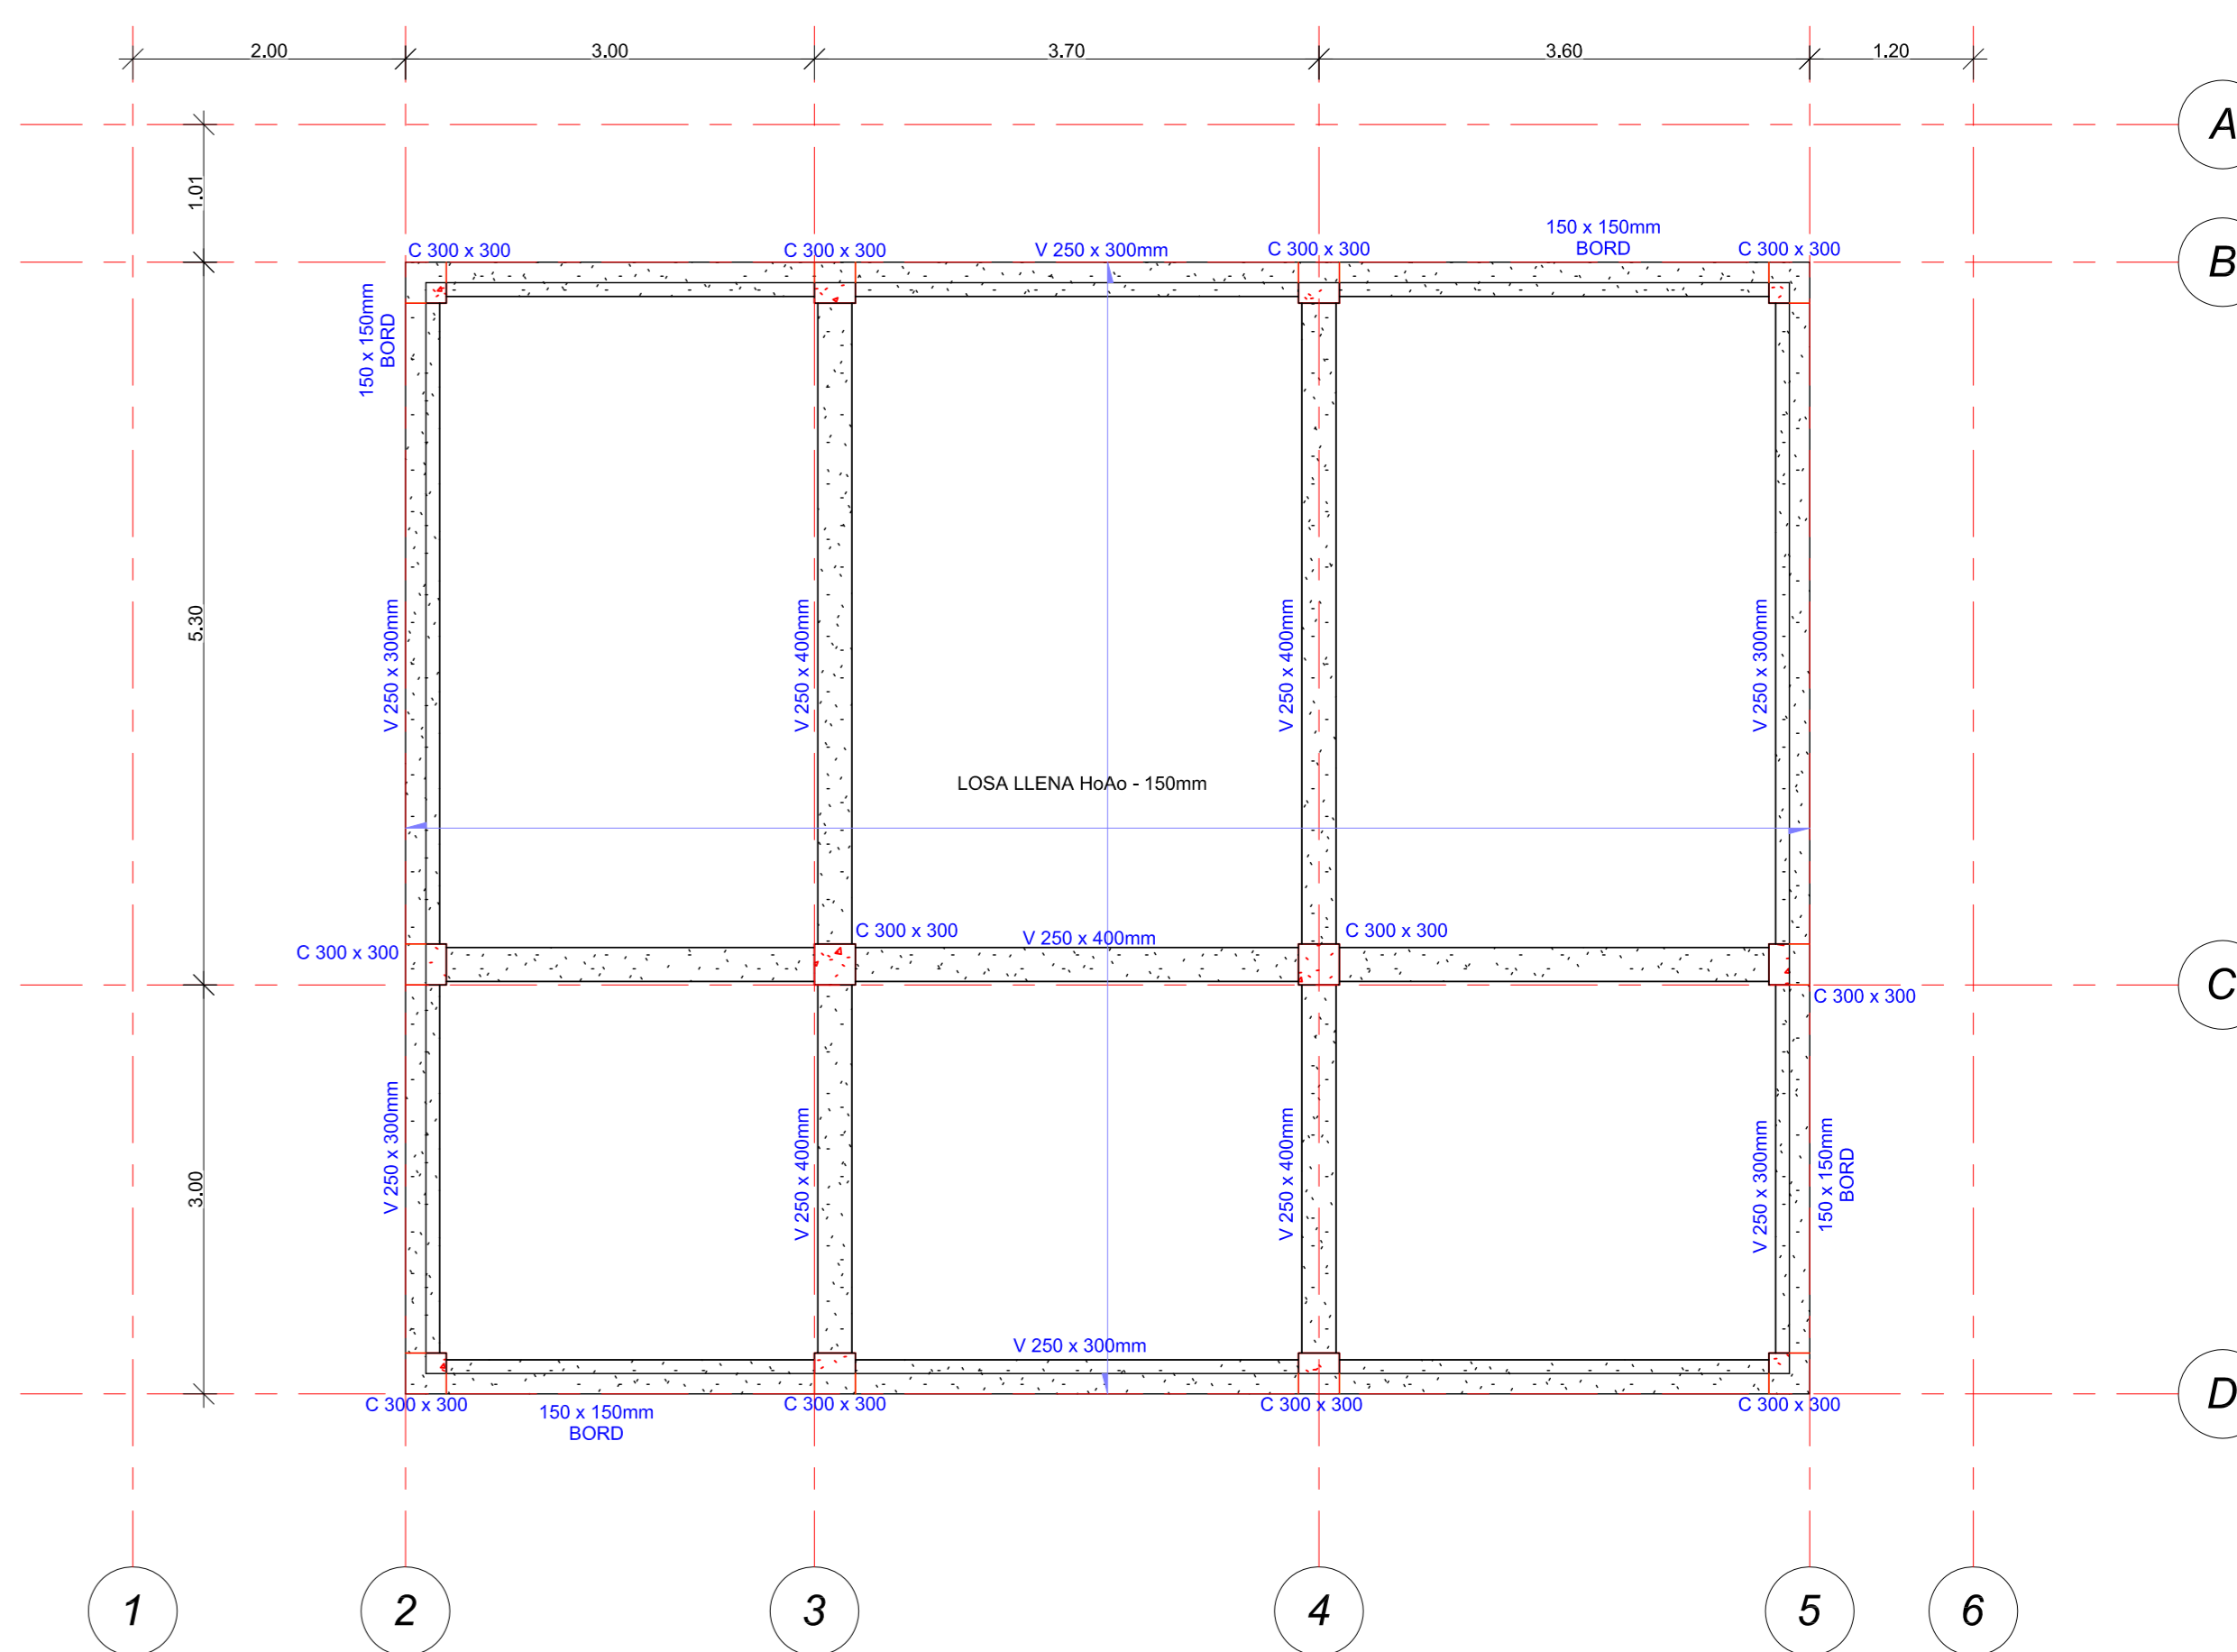 2.00
3.00
3.70
3.60
1.20
A
1.01
150 x 150mm
BORD
C 300 x 300
C 300 x 300
V 250 x 300mm
C 300 x 300
C 300 x 300
B
150 x 150mm
BORD
5.30
V 250 x 300mm
V 250 x 400mm
V 250 x 400mm
V 250 x 300mm
LOSA LLENA HoAo - 150mm
C 300 x 300
C 300 x 300
V 250 x 400mm
C 300 x 300
C
C 300 x 300
3.00
V 250 x 300mm
V 250 x 400mm
V 250 x 400mm
V 250 x 300mm
150 x 150mm
BORD
V 250 x 300mm
D
C 300 x 300
150 x 150mm
BORD
C 300 x 300
C 300 x 300
C 300 x 300
1
2
3
4
5
6